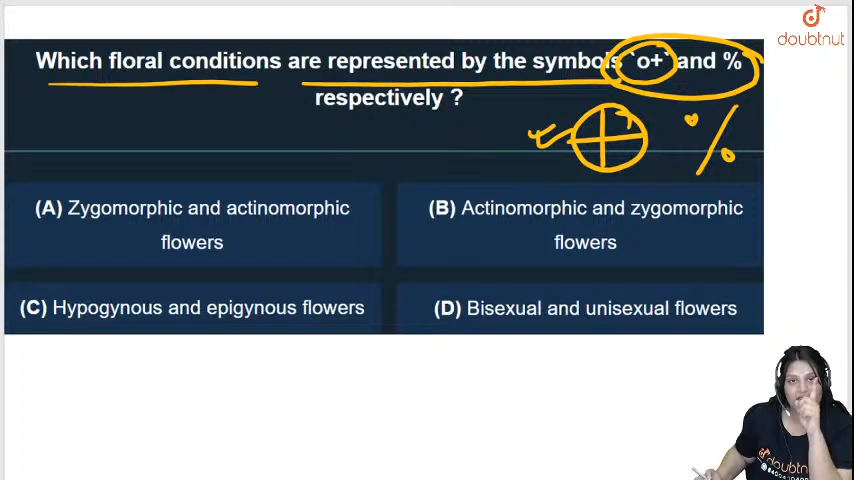 doubtnut
Which floral conditions are represented by the symbols `o+` and %
respectively ?
%
(A) Zygomorphic and actinomorphic
flowers
(B) Actinomorphic and zygomorphic
flowers
(C) Hypogynous and epigynous flowers
(D) Bisexual and unisexual flowers
doubtnut